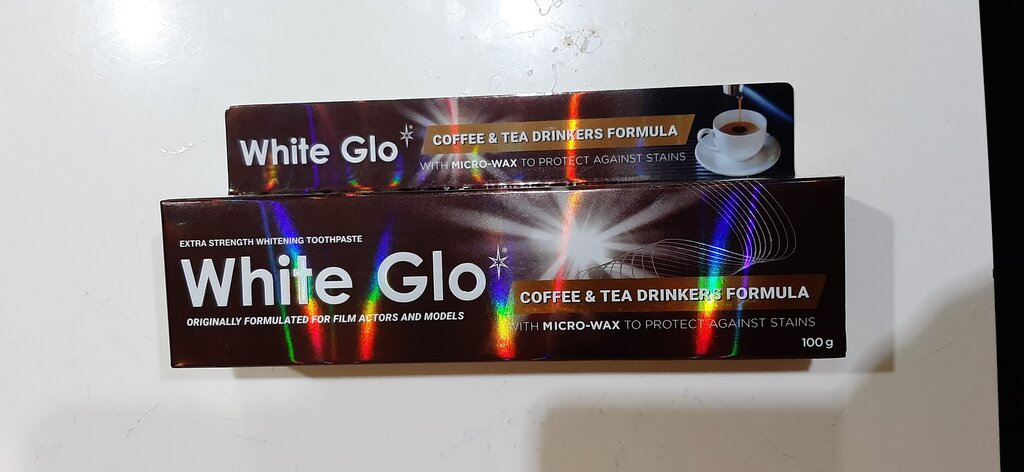 White Glo
COFFEE & TEA DRINKERS FORMULA
WITH MICRO-WAX TO PROTECT AGAINST STAINS
EXTRA STRENGTH WHITENING TOOTHPASTE
White Glo
ORIGINALLY FORMULATED FOR FILM ACTORS AND MODELS
COFFEE & TEA DRINKERS FORMULA
WITH MICRO-WAX TO PROTECT AGAINST STAINS
100 g